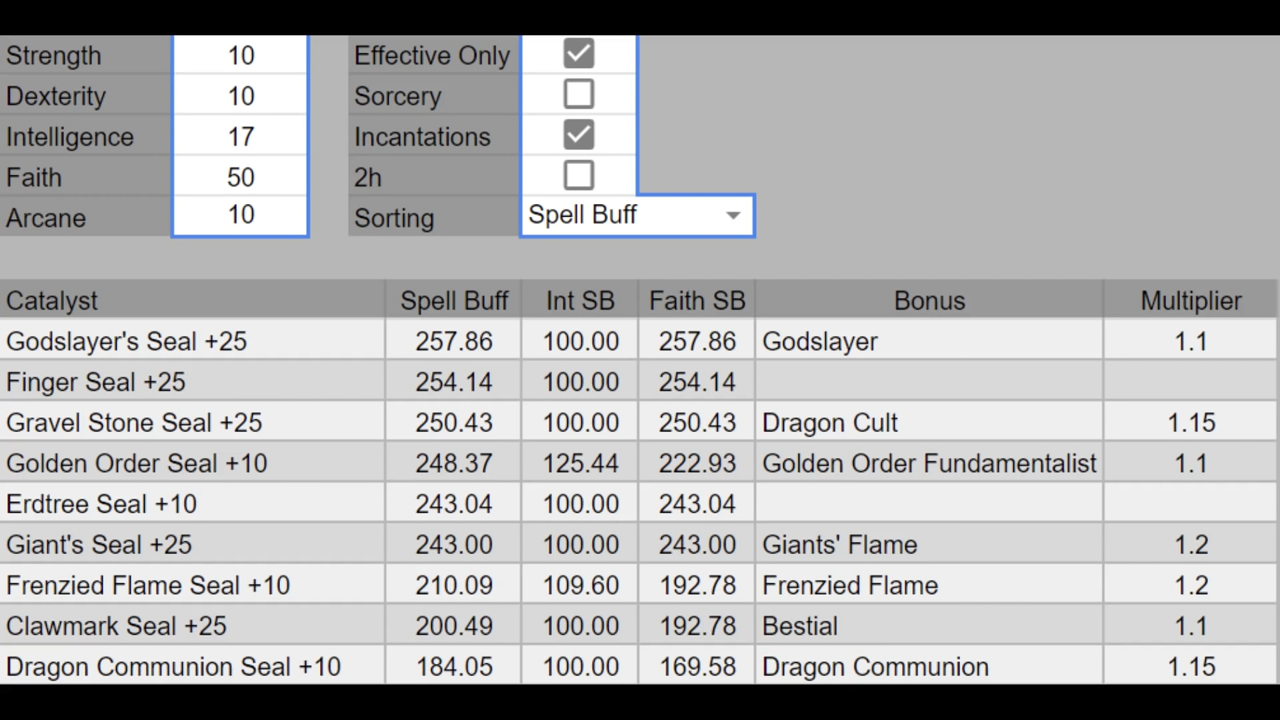 Strength 10 Effective Only
Dexterity 10 Sorcery
Intelligence 17 Incantations
Faith 50 2h
Arcane 10 Sorting Spell Buff
Catalyst Spell Buff Int SB Faith SB Bonus Multiplier
Godslayer's Seal +25 257.86 100.00 257.86 Godslayer 1.1
Finger Seal +25 254.14 100.00 254.14
Gravel Stone Seal +25 250.43 100.00 250.43 Dragon Cult 1.15
Golden Order Seal +10 248.37 125.44 222.93 Golden Order Fundamentalist 1.1
Erdtree Seal +10 243.04 100.00 243.04
Giant's Seal +25 243.00 100.00 243.00 Giants' Flame 1.2
Frenzied Flame Seal +10 210.09 109.60 192.78 Frenzied Flame 1.2
Clawmark Seal +25 200.49 100.00 192.78 Bestial 1.1
Dragon Communion Seal +10 184.05 100.00 169.58 Dragon Communion 1.15